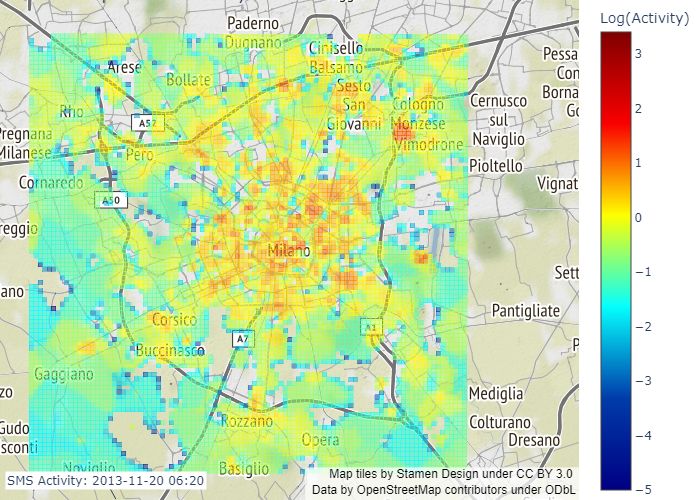 Paderno
Dugnano
Cinisello
Balsamo
Arese
Bollate
Sesto
San
Giovanni
Cologno
Monzese
Vimodrone
Rho
A52
Pero
Pregnana
Milanese
Cornaredo
A50
reggio
Milano
ano
Corsico
Buccinasco
A7
A1
Gaggiano
zo
Gudo
sconti
Rozzano
Opera
Noviglio
Basiglio
Pessa
Con
Borna
Go
Cernusco
sul
Naviglio
Pioltello
Vignat
Sett
Pantigliate
P
Mediglia
Colturano
Dresano
SMS Activity: 2013-11-20 06:20
Map tiles by Stamen Design under CC BY 3.0
Data by OpenStreetMap contributors under ODbL
Log(Activity)
3
2
1
0
−1
−2
−3
−4
−5